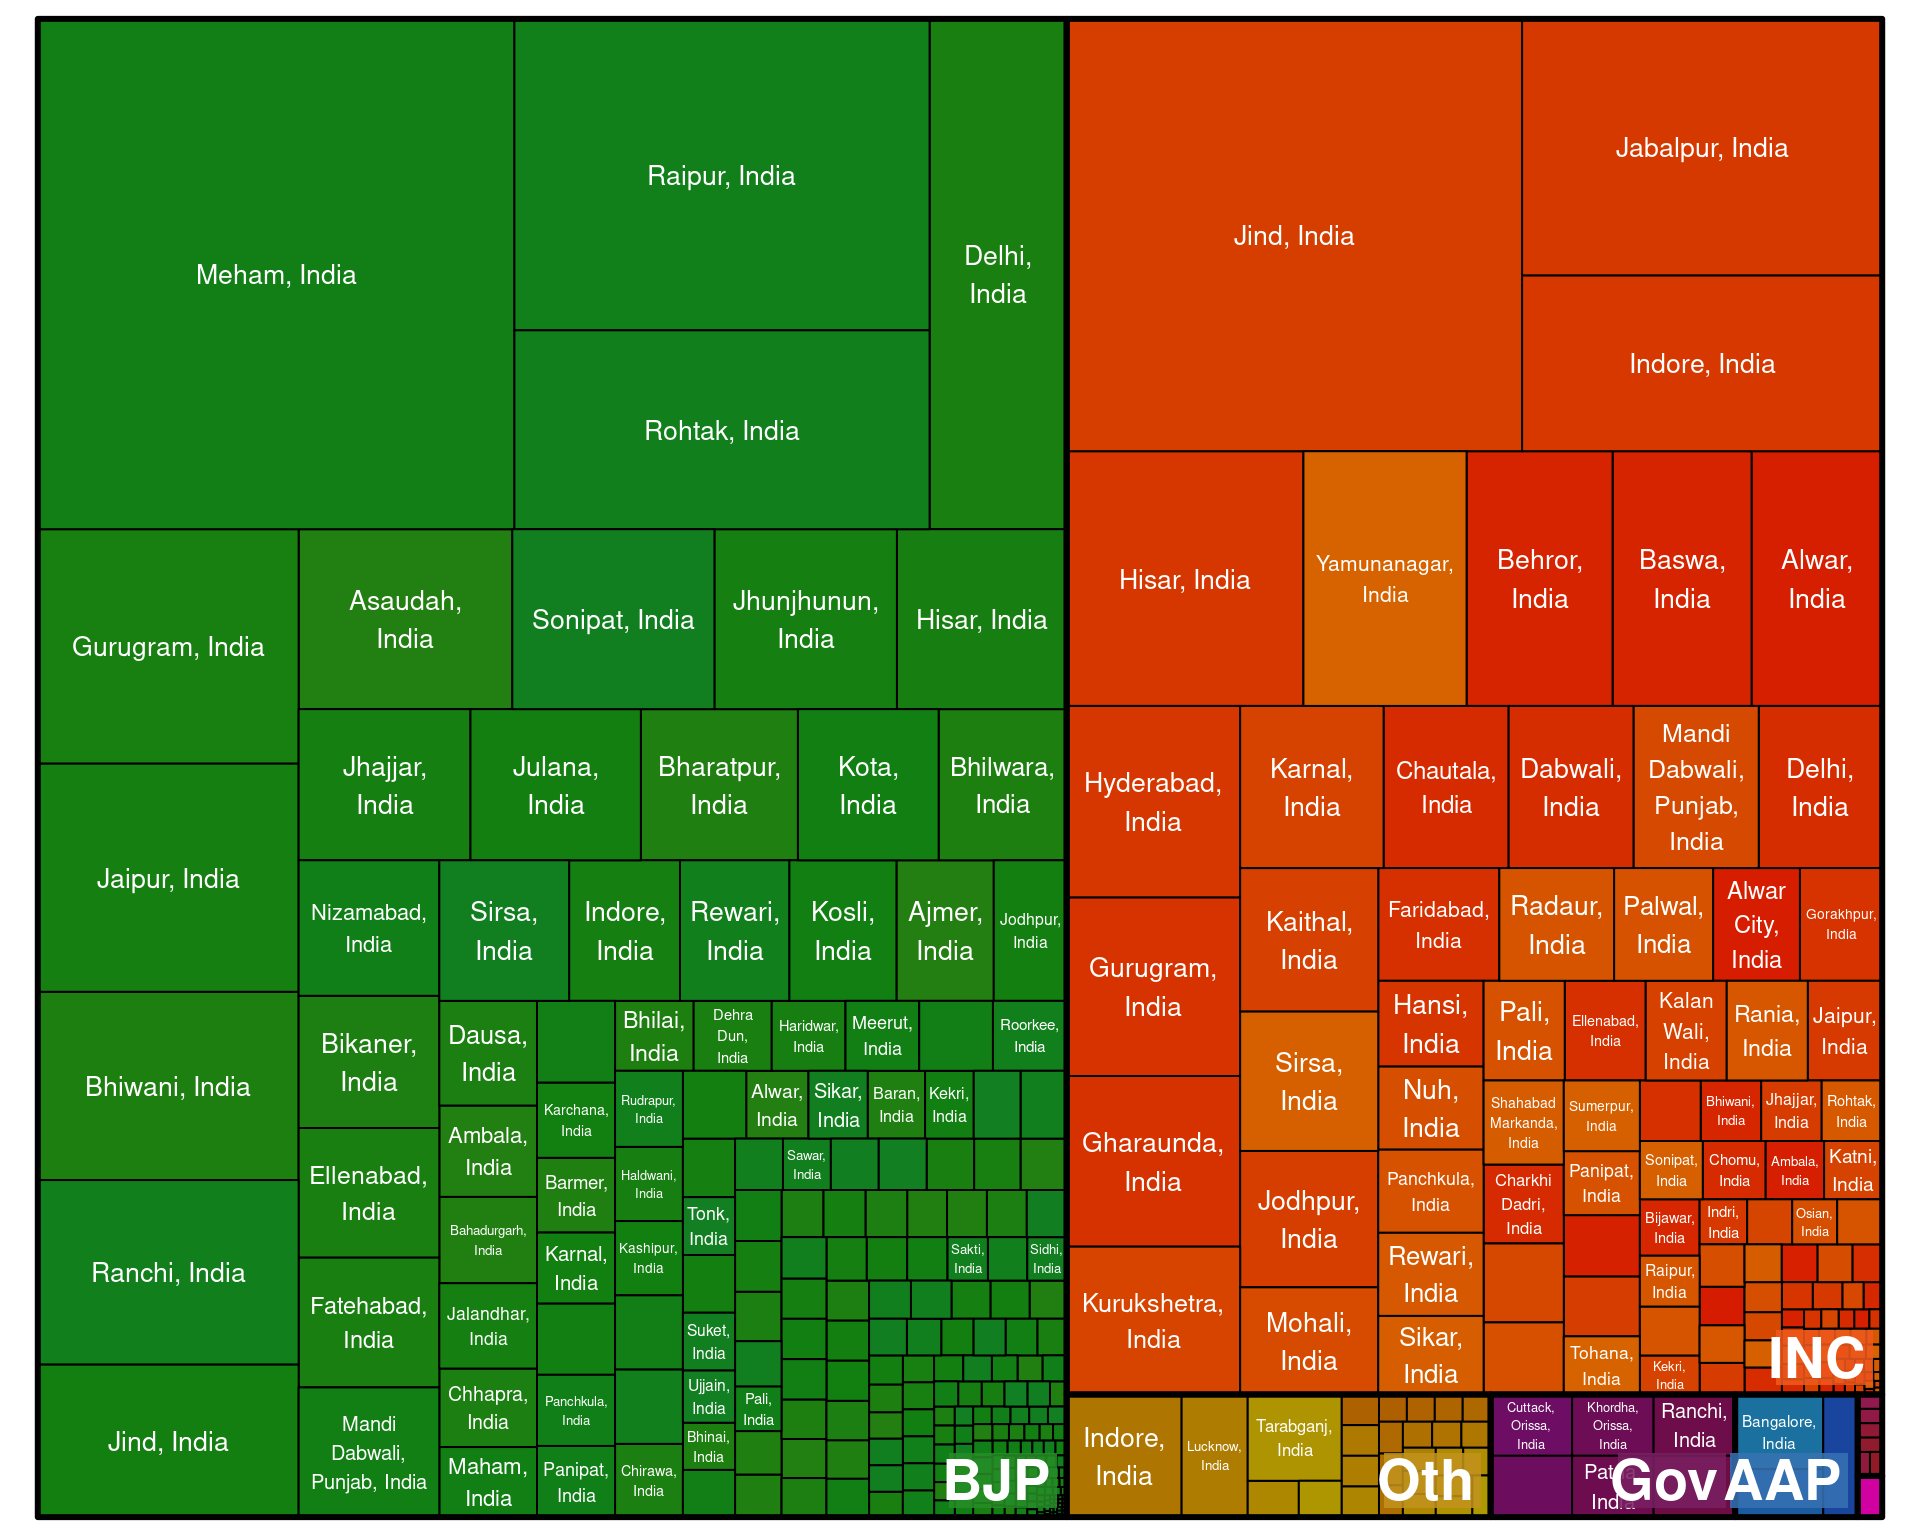 Meham, India
Raipur, India
Rohtak, India
Delhi,
India
Gurugram, India
Asaudah,
India
Sonipat, India
Jhunjhunun,
India
Hisar, India
Jaipur, India
Jhajjar,
India
Julana,
India
Bharatpur,
India
Kota,
India
Bhilwara,
India
Nizamabad,
India
Sirsa,
India
Indore,
India
Rewari,
India
Kosli,
India
Ajmer,
India
Jodhpur,
India
Bhiwani, India
Bikaner,
India
Dausa,
India
Bhilai,
India
Dehra
Dun,
India
Haridwar,
India
Meerut,
India
Roorkee,
India
Karchana,
India
Rudrapur,
India
Alwar,
India
Sikar,
India
Baran,
India
Kekri,
India
Ellenabad,
India
Ambala,
India
Barmer,
India
Haldwani,
India
Sawar,
India
Ranchi, India
Bahadurgarh,
India
Karnal,
India
Kashipur,
India
Tonk,
India
Sakti,
India
Sidhi,
India
Fatehabad,
India
Jalandhar,
India
Suket,
India
Jind, India
Mandi
Dabwali,
Punjab, India
Chhapra,
India
Panchkula,
India
Ujjain,
India
Pali,
India
Maham,
India
Panipat,
India
Chirawa,
India
Bhinai,
India
BJP
Jind, India
Jabalpur, India
Indore, India
Hisar, India
Yamunanagar,
India
Behror,
India
Baswa,
India
Alwar,
India
Hyderabad,
India
Karnal,
India
Chautala,
India
Dabwali,
India
Mandi
Dabwali,
Punjab,
India
Delhi,
India
Gurugram,
India
Kaithal,
India
Faridabad,
India
Radaur,
India
Palwal,
India
Alwar
City,
India
Gorakhpur,
India
Sirsa,
India
Hansi,
India
Pali,
India
Ellenabad,
India
Kalan
Wali,
India
Rania,
India
Jaipur,
India
Gharaunda,
India
Nuh,
India
Shahabad
Markanda,
India
Sumerpur,
India
Bhiwani,
India
Jhajjar,
India
Rohtak,
India
Jodhpur,
India
Panchkula,
India
Charkhi
Dadri,
India
Panipat,
India
Sonipat,
India
Chomu,
India
Ambala,
India
Katni,
India
Kurukshetra,
India
Rewari,
India
Bijawar,
India
Indri,
India
Osian,
India
Raipur,
India
Mohali,
India
Sikar,
India
Tohana,
India
Kekri,
India
INC
Indore,
India
Lucknow,
India
Tarabganj,
India
Oth
Cuttack,
Orissa,
India
Khordha,
Orissa,
India
Ranchi,
India
India
Gov
Bangalore,
India
AAP